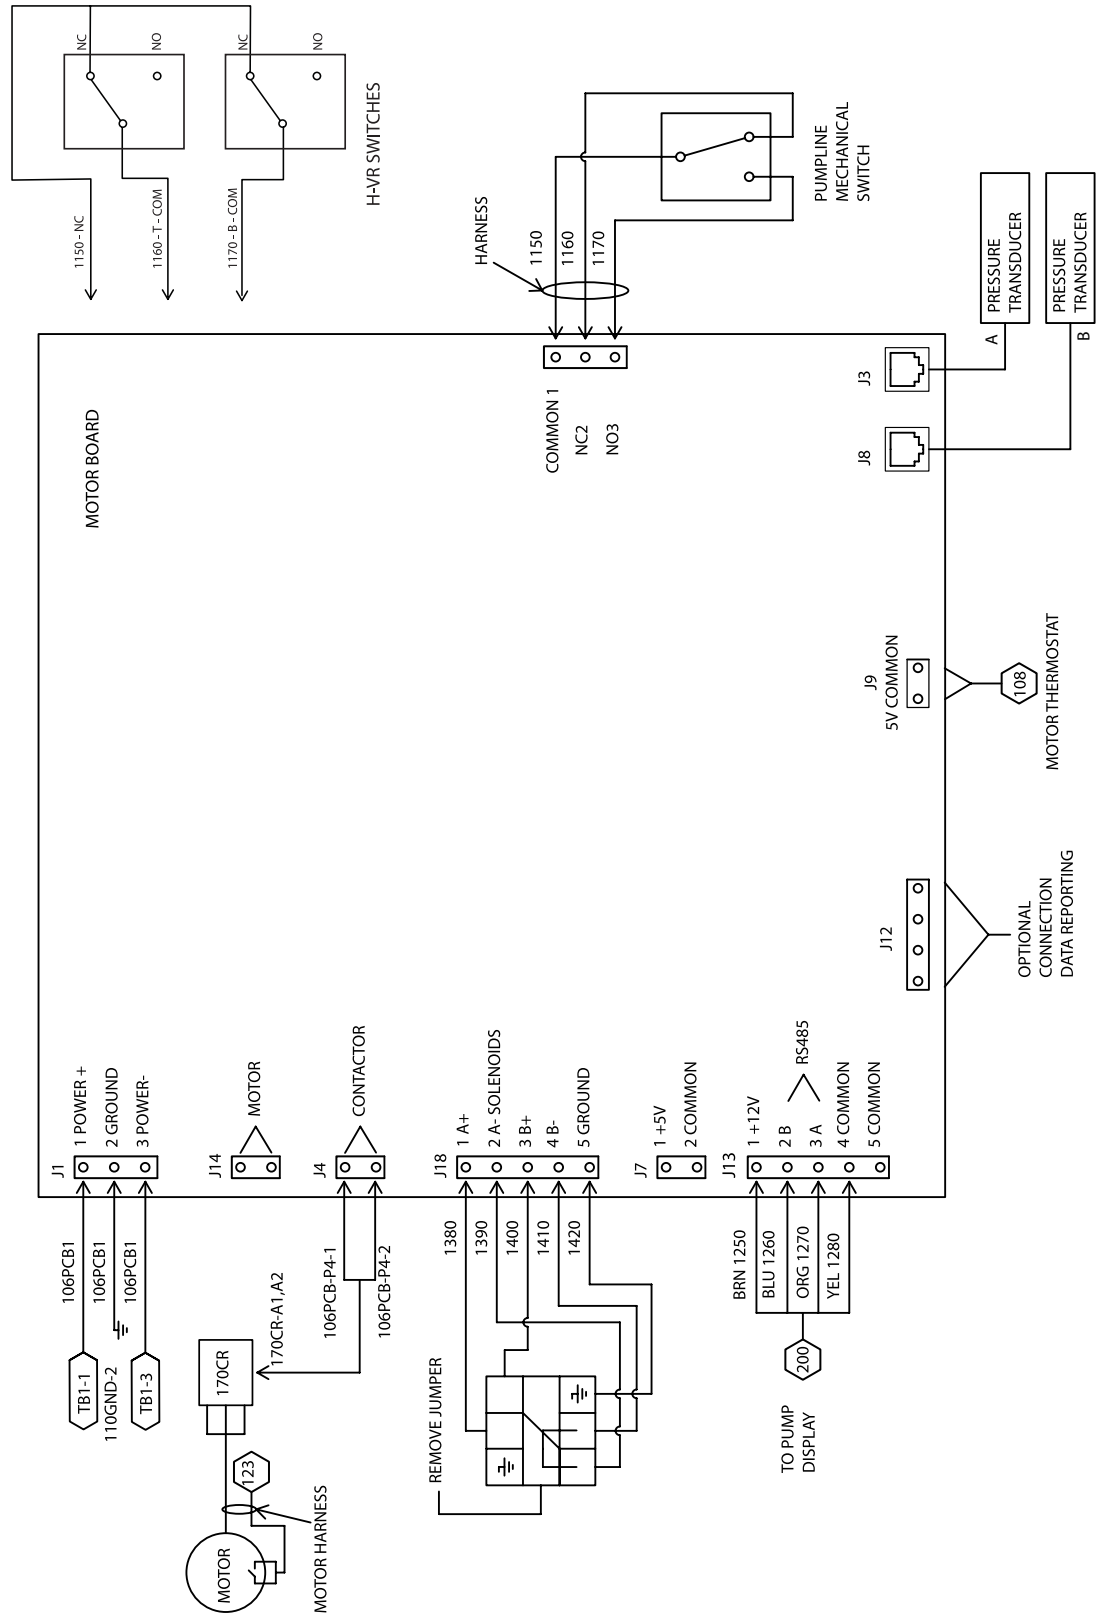 J1
1 POWER +
2 GROUND
3 POWER-
106PCB1
106PCB1
106PCB1
TB1-1
110GND-2
TB1-3
J14
MOTOR
J4
CONTACTOR
106PCB-P4-1
106PCB-P4-2
170CR-A1,A2
170CR
123
MOTOR
MOTOR HARNESS
J18
1 A+
2 A- SOLENOIDS
3 B+
4 B-
5 GROUND
1380
1390
1400
1410
1420
REMOVE JUMPER
J7
1 +5V
2 COMMON
J13
1 +12V
2 B
3 A
RS485
4 COMMON
5 COMMON
BRN 1250
BLU 1260
ORG 1270
YEL 1280
200
TO PUMP
DISPLAY
J12
OPTIONAL
CONNECTION
DATA REPORTING
J9
5V COMMON
108
MOTOR THERMOSTAT
MOTOR BOARD
COMMON 1
NC2
NO3
J8
J3
A
B
PRESSURE
TRANSDUCER
PRESSURE
TRANSDUCER
HARNESS
1150
1160
1170
PUMPLINE
MECHANICAL
SWITCH
1150 - NC
1160 - T - COM
1170 - B - COM
NC
NO
NC
NO
H-VR SWITCHES